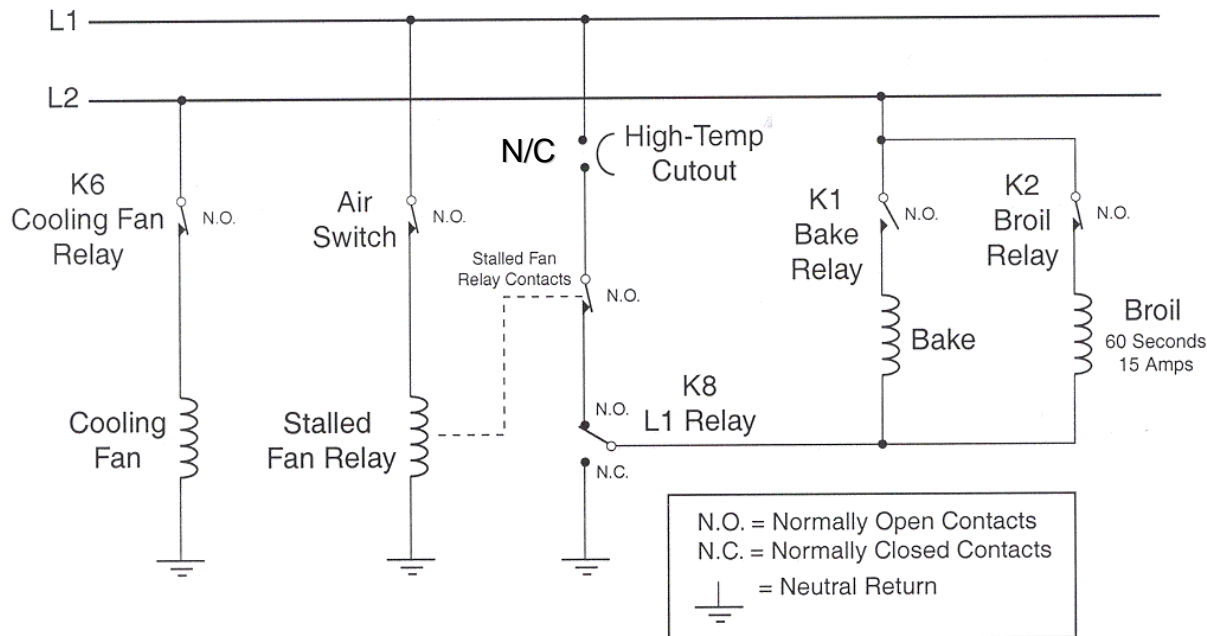 L1
L2
N/C
High-Temp
Cutout
K6
Cooling Fan
Relay
N.O.
Air
Switch
N.O.
Stalled Fan
Relay Contacts
N.O.
K1
Bake
Relay
N.O.
K2
Broil
Relay
N.O.
Cooling
Fan
Stalled
Fan Relay
N.O.
K8
L1 Relay
N.C.
Bake
Broil
60 Seconds
15 Amps
N.O. = Normally Open Contacts
N.C. = Normally Closed Contacts
= Neutral Return